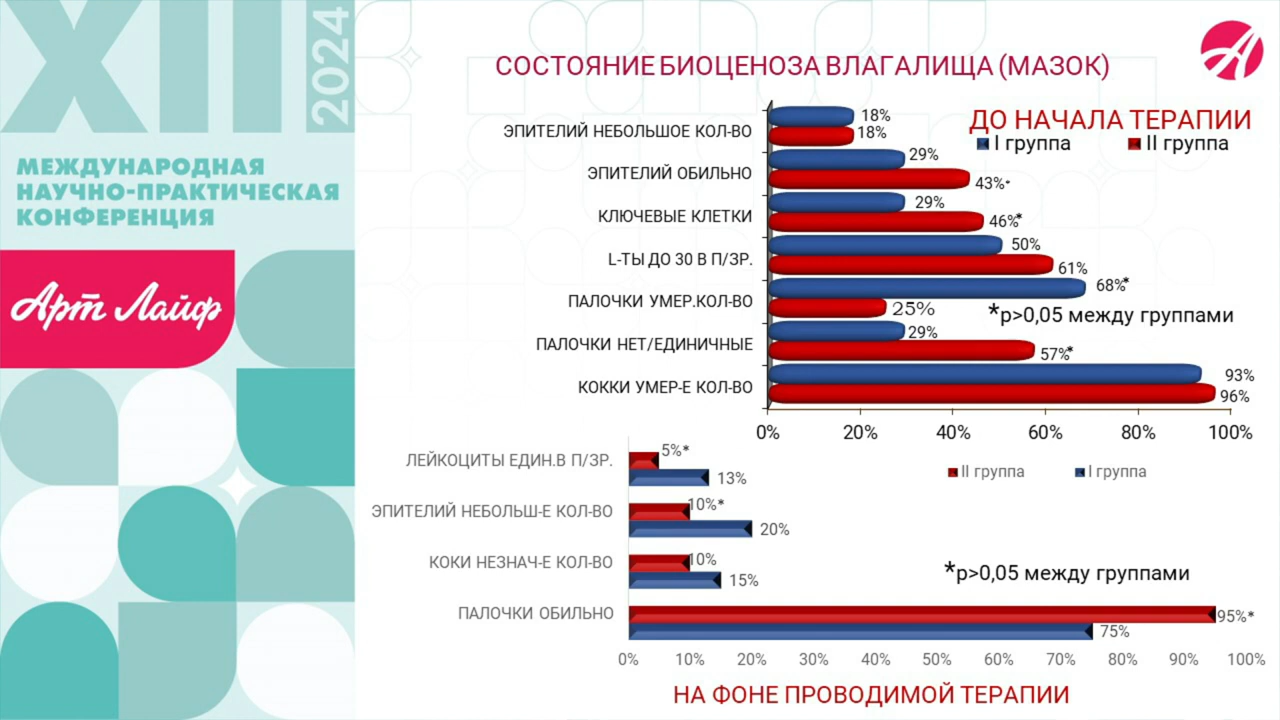 XIII
2024
МЕЖДУНАРОДНАЯ
НАУЧНО-ПРАКТИЧЕСКАЯ
КОНФЕРЕНЦИЯ
Арт Лайф
СОСТОЯНИЕ БИОЦЕНОЗА ВЛАГАЛИЩА (МАЗОК)
ДО НАЧАЛА ТЕРАПИИ
I группа
II группа
ЭПИТЕЛИЙ НЕБОЛЬШОЕ КОЛ-ВО
18%
18%
ЭПИТЕЛИЙ ОБИЛЬНО
29%
43%*
КЛЮЧЕВЫЕ КЛЕТКИ
29%
46%*
L-ТЫ ДО 30 В П/ЗР.
50%
61%
ПАЛОЧКИ УМЕР.КОЛ-ВО
68%*
25%
*р>0,05 между группами
ПАЛОЧКИ НЕТ/ЕДИНИЧНЫЕ
29%
57%*
КОККИ УМЕР-Е КОЛ-ВО
93%
96%
0% 20% 40% 60% 80% 100%
II группа
I группа
ЛЕЙКОЦИТЫ ЕДИН.В П/ЗР.
5%*
13%
ЭПИТЕЛИЙ НЕБОЛЬШ-Е КОЛ-ВО
10%*
20%
КОКИ НЕЗНАЧ-Е КОЛ-ВО
10%
15%
*р>0,05 между группами
ПАЛОЧКИ ОБИЛЬНО
95%*
75%
0% 10% 20% 30% 40% 50% 60% 70% 80% 90% 100%
НА ФОНЕ ПРОВОДИМОЙ ТЕРАПИИ